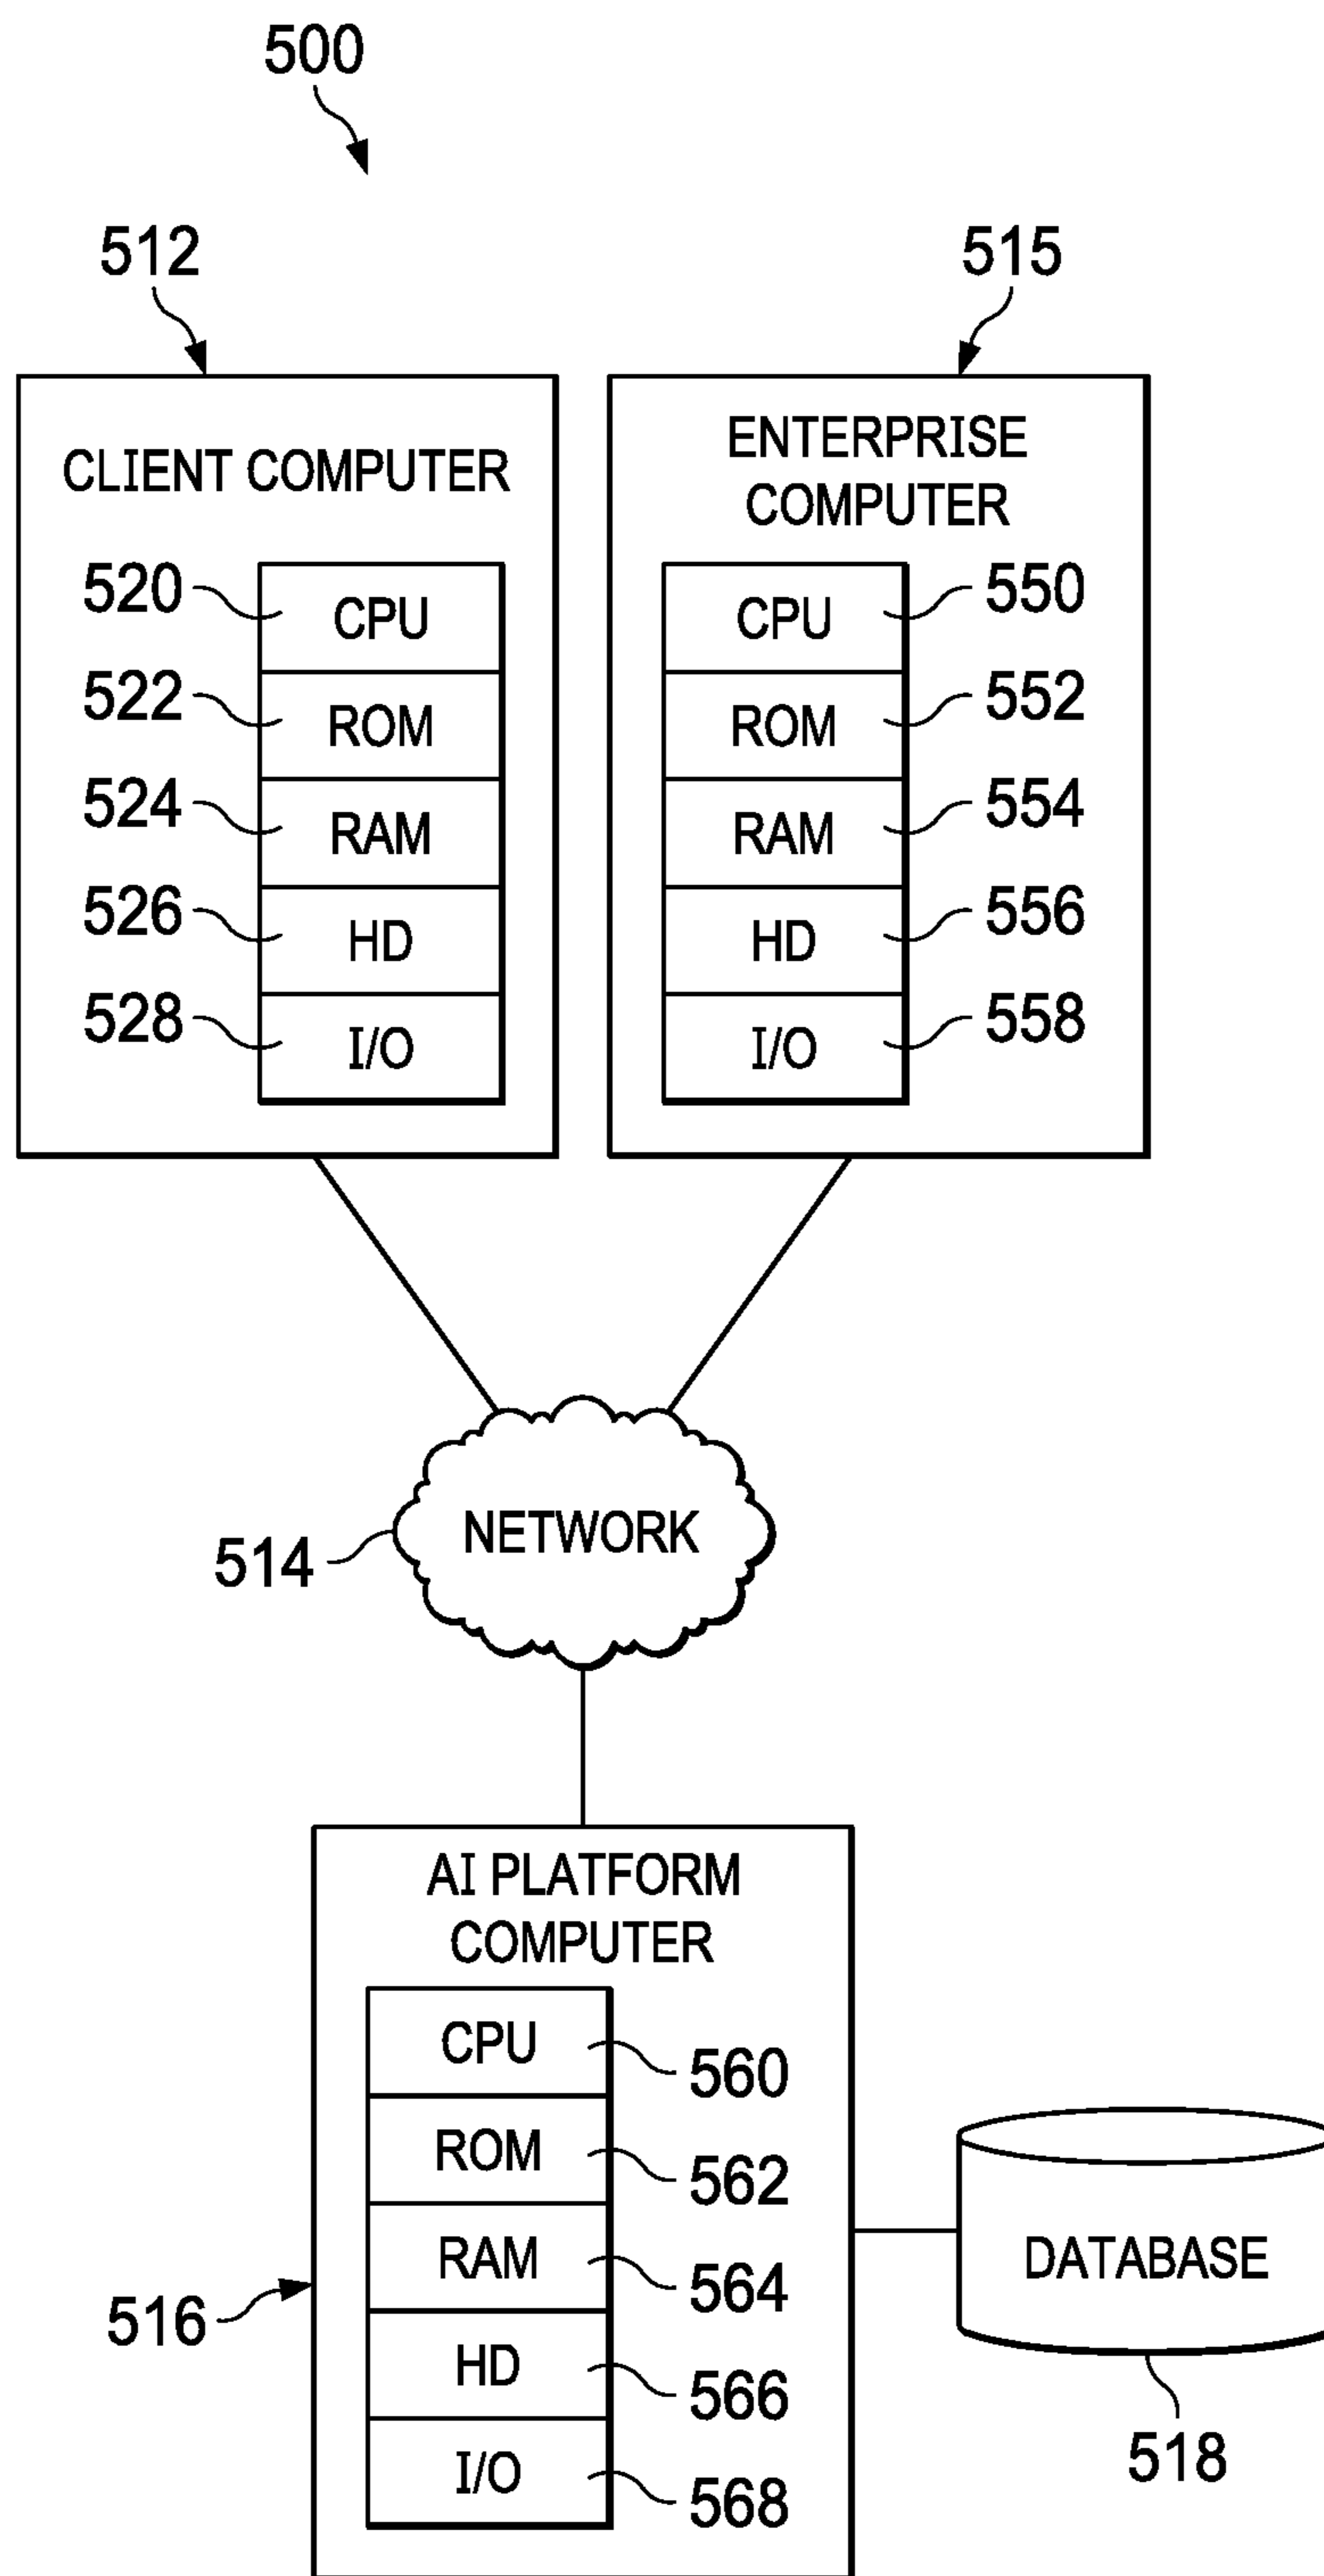 500
512
515
CLIENT COMPUTER
520 CPU
522 ROM
524 RAM
526 HD
528 I/O
ENTERPRISE
COMPUTER
CPU 550
ROM 552
RAM 554
HD 556
I/O 558
NETWORK
514
AI PLATFORM
COMPUTER
CPU 560
ROM 562
RAM 564
HD 566
I/O 568
516
DATABASE
518